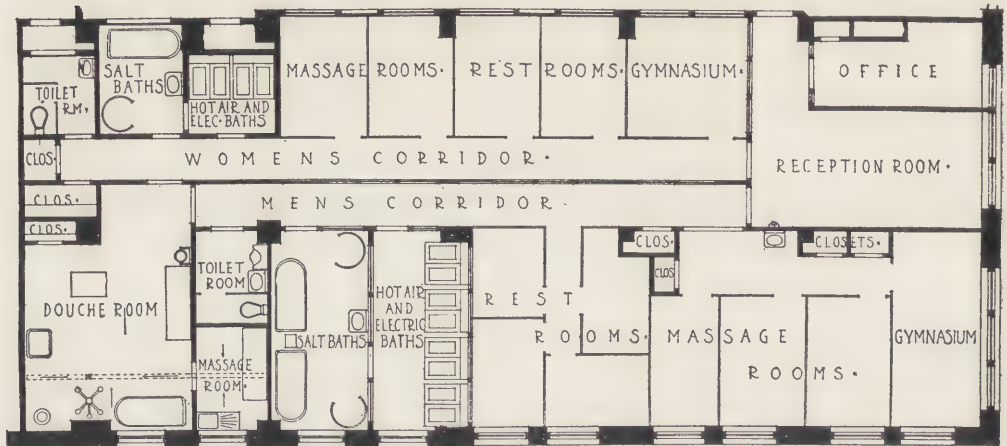 TOILET
RM.
SALT
BATHS
HOT AIR AND
ELEC. BATHS
MASSAGE ROOMS.
REST ROOMS.
GYMNASIUM.
OFFICE
CLOS.
WOMENS CORRIDOR.
RECEPTION ROOM.
CLOS.
MENS CORRIDOR.
CLOS.
DOUCHE ROOM
TOILET
ROOM
MASSAGE
ROOM.
SALT BATHS
HOT AIR
AND
ELECTRIC
BATHS
REST
ROOMS.
CLOS.
CLOS
CLOSETS.
MASSAGE
ROOMS.
GYMNASIUM